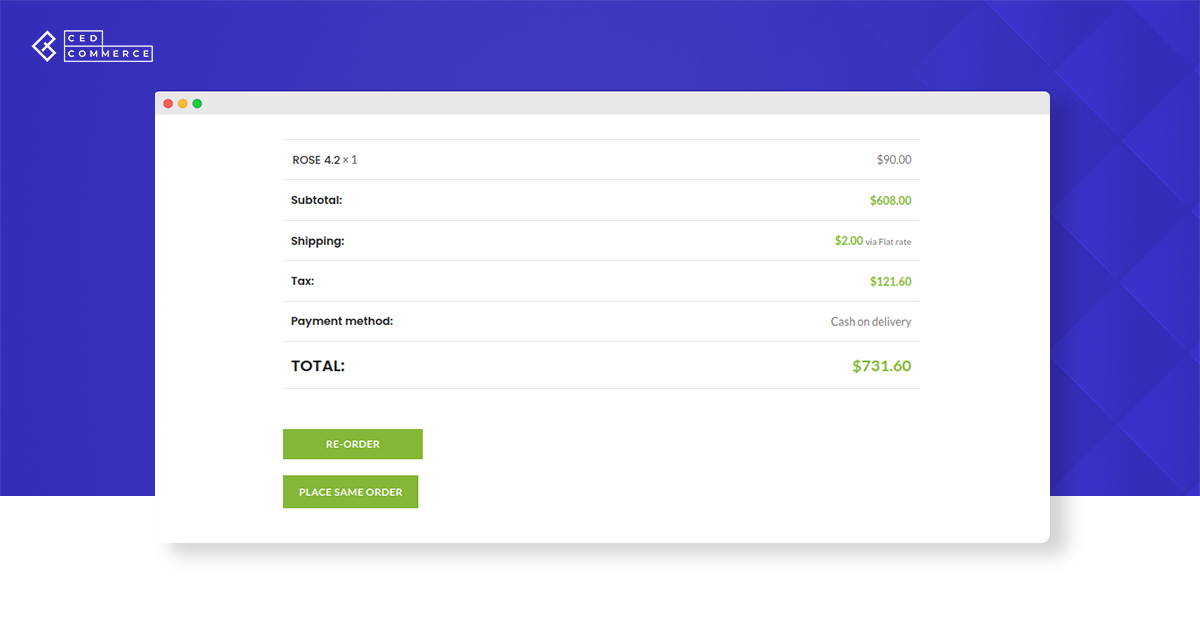 CED
COMMERCE
ROSE 4.2 × 1 $90.00
Subtotal: $608.00
Shipping: $2.00 via Flat rate
Tax: $121.60
Payment method: Cash on delivery
TOTAL: $731.60
RE-ORDER
PLACE SAME ORDER